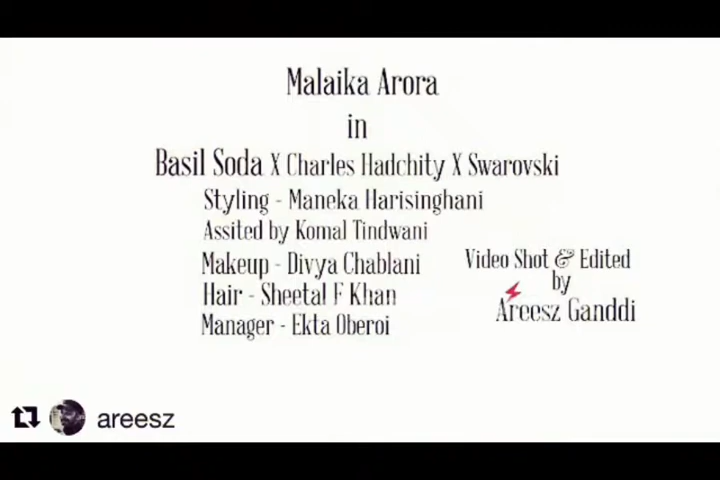 Malaika Arora
in
Basil Soda X Charles Hadchity X Swarovski
Styling - Maneka Harisinghani
Assited by Komal Tindwani
Makeup - Divya Chablani
Hair - Sheetal F Khan
Manager - Ekta Oberoi
Video Shot & Edited
by
Areesz Ganddi
areesz